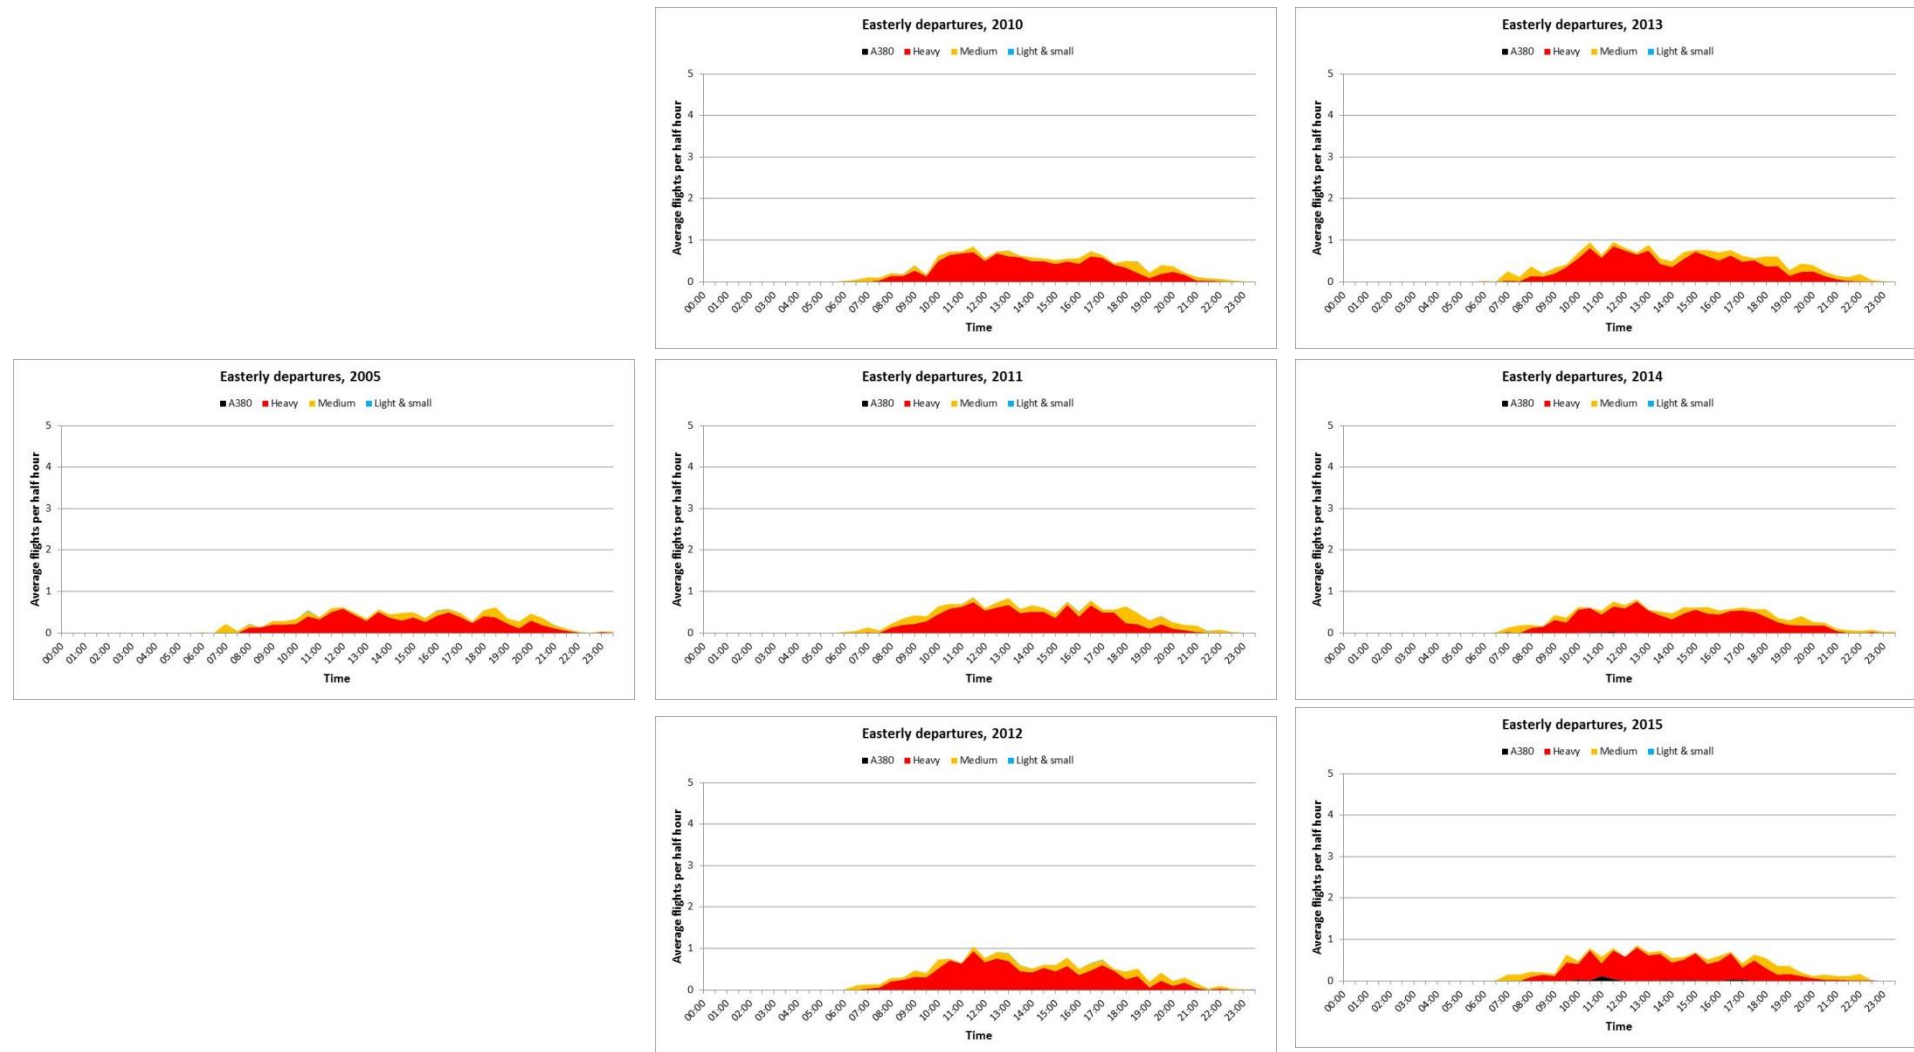 Easterly departures, 2010
A380 Heavy Medium Light & small
Average flights per half hour
5
4
3
2
1
0
00:00 01:00 02:00 03:00 04:00 05:00 06:00 07:00 08:00 09:00 10:00 11:00 12:00 13:00 14:00 15:00 16:00 17:00 18:00 19:00 20:00 21:00 22:00 23:00
Time
Easterly departures, 2013
A380 Heavy Medium Light & small
Average flights per half hour
5
4
3
2
1
0
00:00 01:00 02:00 03:00 04:00 05:00 06:00 07:00 08:00 09:00 10:00 11:00 12:00 13:00 14:00 15:00 16:00 17:00 18:00 19:00 20:00 21:00 22:00 23:00
Time
Easterly departures, 2005
A380 Heavy Medium Light & small
Average flights per half hour
5
4
3
2
1
0
00:00 01:00 02:00 03:00 04:00 05:00 06:00 07:00 08:00 09:00 10:00 11:00 12:00 13:00 14:00 15:00 16:00 17:00 18:00 19:00 20:00 21:00 22:00 23:00
Time
Easterly departures, 2011
A380 Heavy Medium Light & small
Average flights per half hour
5
4
3
2
1
0
00:00 01:00 02:00 03:00 04:00 05:00 06:00 07:00 08:00 09:00 10:00 11:00 12:00 13:00 14:00 15:00 16:00 17:00 18:00 19:00 20:00 21:00 22:00 23:00
Time
Easterly departures, 2014
A380 Heavy Medium Light & small
Average flights per half hour
5
4
3
2
1
0
00:00 01:00 02:00 03:00 04:00 05:00 06:00 07:00 08:00 09:00 10:00 11:00 12:00 13:00 14:00 15:00 16:00 17:00 18:00 19:00 20:00 21:00 22:00 23:00
Time
Easterly departures, 2012
A380 Heavy Medium Light & small
Average flights per half hour
5
4
3
2
1
0
00:00 01:00 02:00 03:00 04:00 05:00 06:00 07:00 08:00 09:00 10:00 11:00 12:00 13:00 14:00 15:00 16:00 17:00 18:00 19:00 20:00 21:00 22:00 23:00
Time
Easterly departures, 2015
A380 Heavy Medium Light & small
Average flights per half hour
5
4
3
2
1
0
00:00 01:00 02:00 03:00 04:00 05:00 06:00 07:00 08:00 09:00 10:00 11:00 12:00 13:00 14:00 15:00 16:00 17:00 18:00 19:00 20:00 21:00 22:00 23:00
Time